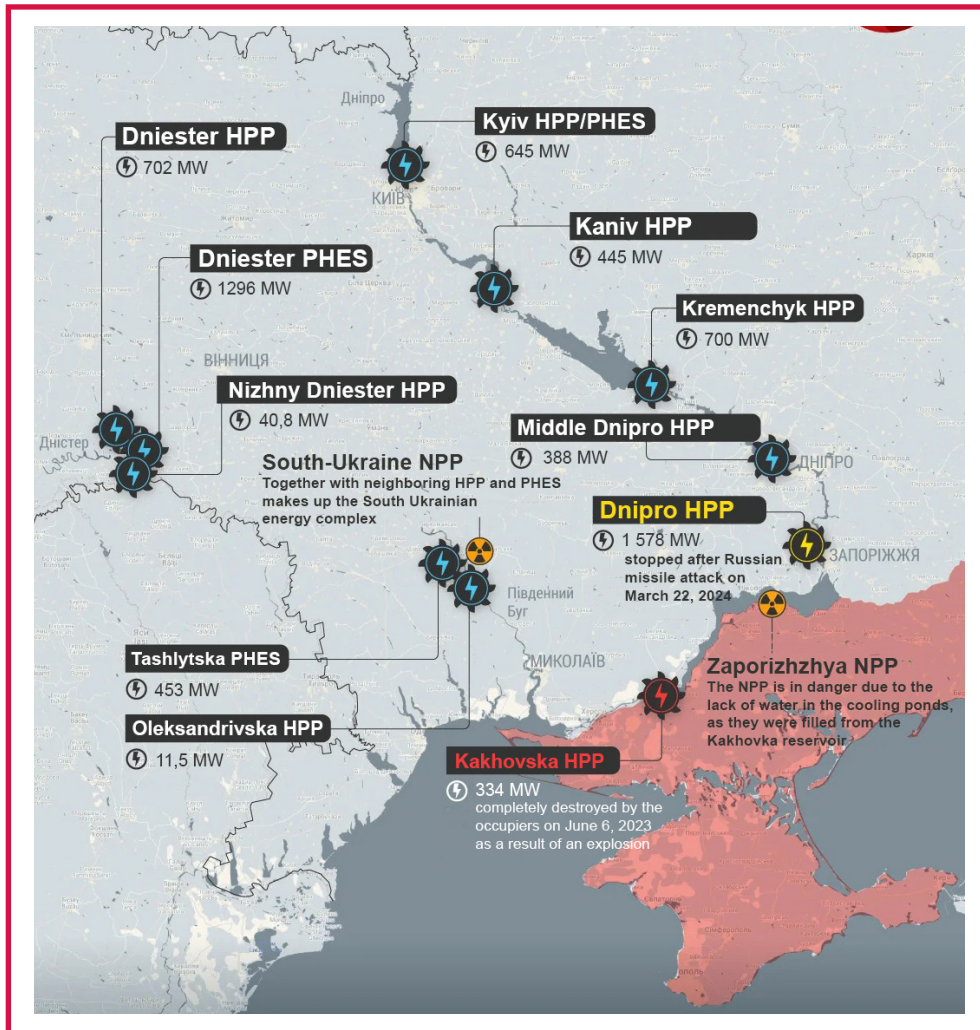 Дніпро
Dniester HPP
702 MW
Kyiv HPP/PHES
645 MW
КИЇВ
Суми
Бровари
Житомир
Біла Церква
Харків
Kaniv HPP
445 MW
Dniester PHES
1296 MW
Kremenchyk HPP
700 MW
ВІННИЦЯ
Nizhny Dniester HPP
40,8 MW
Дністер
Middle Dnipro HPP
388 MW
ДНІПРО
South-Ukraine NPP
Together with neighboring HPP and PHES
makes up the South Ukrainian
energy complex
Dnipro HPP
1 578 MW
stopped after Russian
missile attack on
March 22, 2024
ЗАПОРІЖЖЯ
Південний
Буг
Tashlytska PHES
453 MW
МИКОЛАЇВ
Zaporizhzhya NPP
The NPP is in danger due to the
lack of water in the cooling ponds,
as they were filled from the
Kakhovka reservoir
Oleksandrivska HPP
11,5 MW
Kakhovska HPP
334 MW
completely destroyed by the
occupiers on June 6, 2023
as a result of an explosion